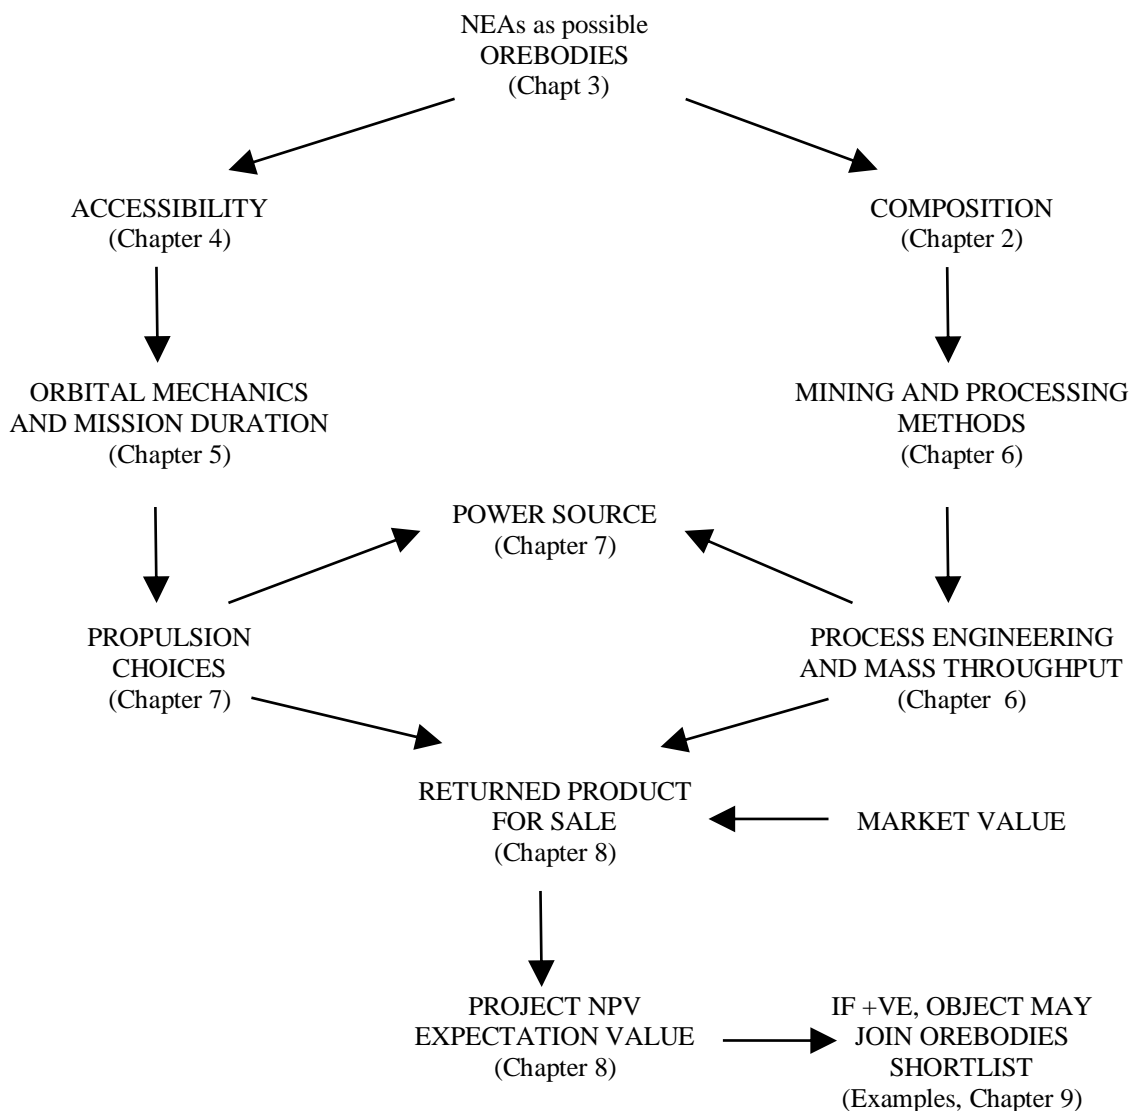 NEAs as possible
OREBODIES
(Chapt 3)
ACCESSIBILITY
(Chapter 4)
COMPOSITION
(Chapter 2)
ORBITAL MECHANICS
AND MISSION DURATION
(Chapter 5)
MINING AND PROCESSING
METHODS
(Chapter 6)
POWER SOURCE
(Chapter 7)
PROPULSION
CHOICES
(Chapter 7)
PROCESS ENGINEERING
AND MASS THROUGHPUT
(Chapter 6)
RETURNED PRODUCT
FOR SALE
(Chapter 8)
MARKET VALUE
PROJECT NPV
EXPECTATION VALUE
(Chapter 8)
IF +VE, OBJECT MAY
JOIN OREBODIES
SHORTLIST
(Examples, Chapter 9)